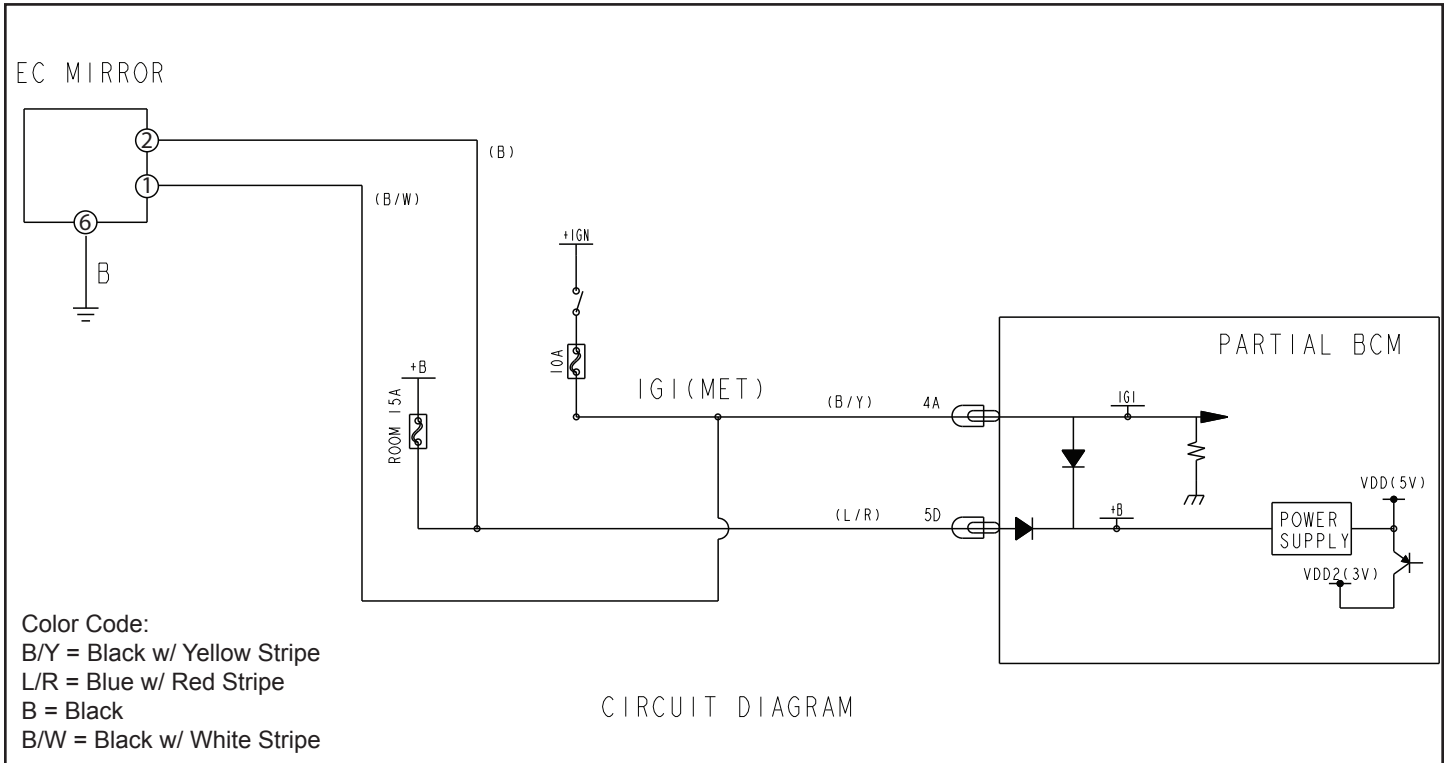 EC MIRROR
2
(B)
1
(B/W)
6
B
+IGN
10A
+B
ROOM 15A
IGI(MET)
(B/Y)
4A
IGI
PARTIAL BCM
(L/R)
5D
+B
POWER
SUPPLY
VDD(5V)
VDD2(3V)
Color Code:
B/Y = Black w/ Yellow Stripe
L/R = Blue w/ Red Stripe
B = Black
B/W = Black w/ White Stripe
CIRCUIT DIAGRAM